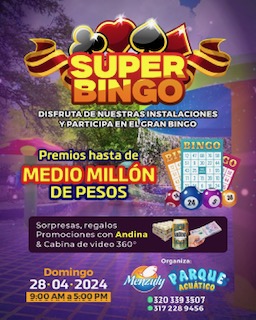 SUPER
BINGO
DISFRUTA DE NUESTRAS INSTALACIONES
Y PARTICIPA EN EL GRAN BINGO
Premios hasta de
MEDIO MILLÓN
DE PESOS
BINGO
Sorpresas, regalos
Promociones con Andina
& Cabina de video 360°
Domingo
28·04·2024
9:00 AM a 5:00 PM
Organiza:
Menzuly
PARQUE
ACUÁTICO
320 339 3507
317 228 9456